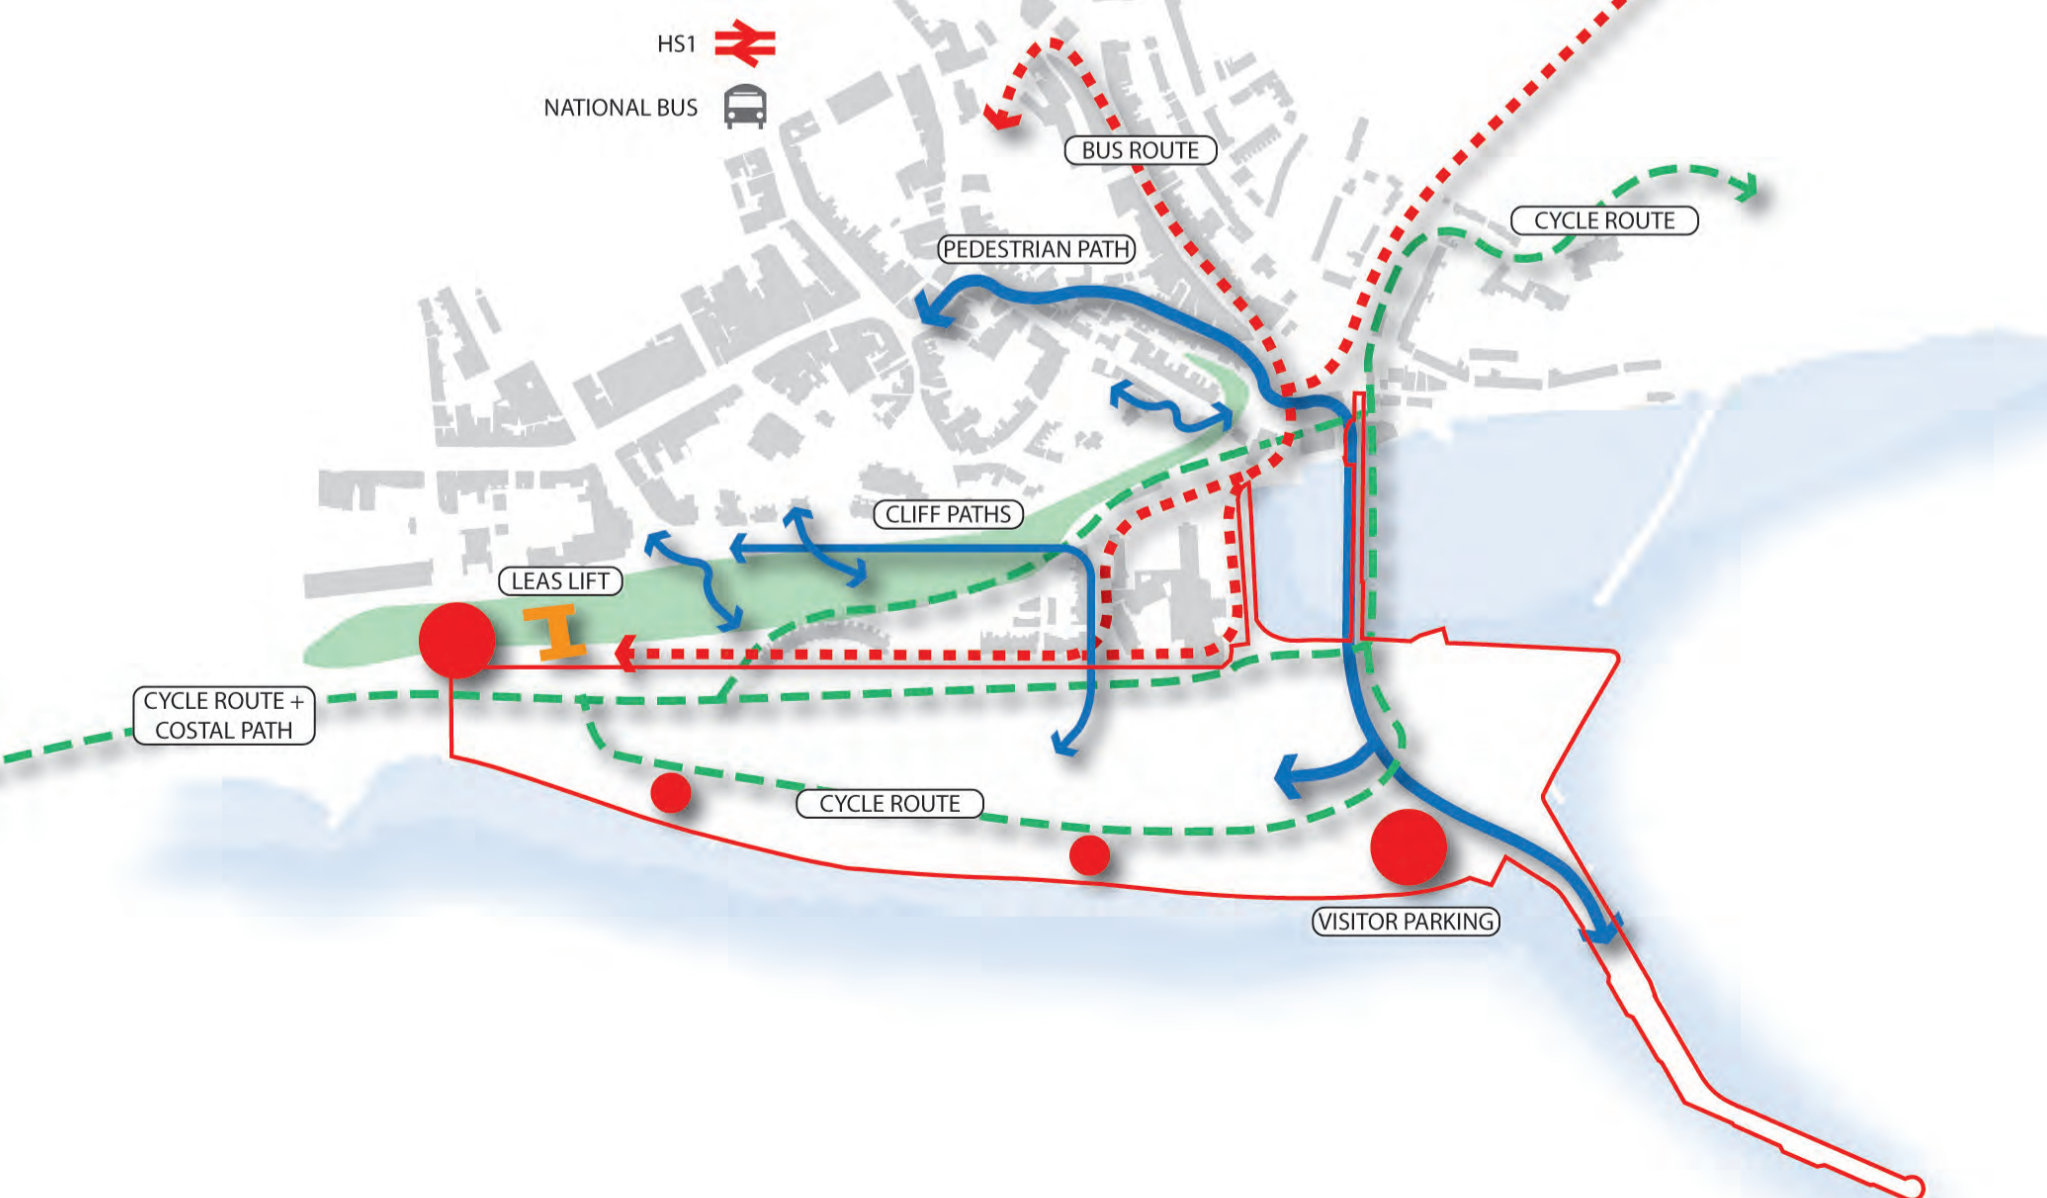 HS1
NATIONAL BUS
BUS ROUTE
CYCLE ROUTE
PEDESTRIAN PATH
CLIFF PATHS
LEAS LIFT
CYCLE ROUTE +
COSTAL PATH
CYCLE ROUTE
VISITOR PARKING